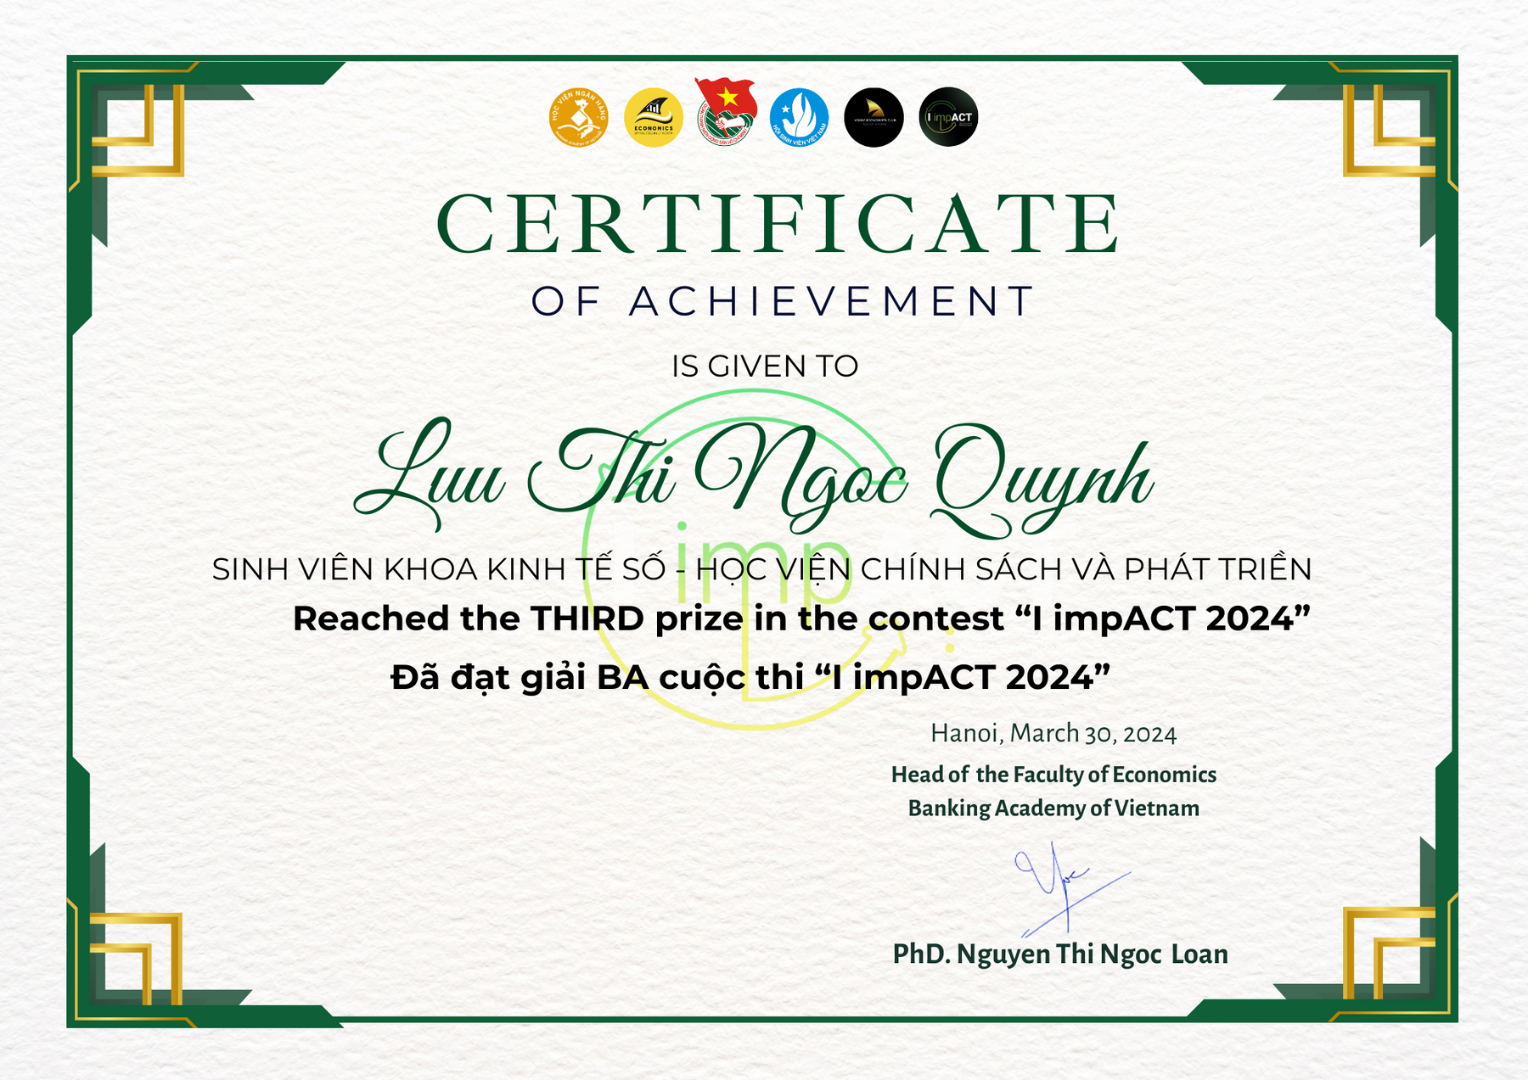 HỌC VIỆN NGÂN HÀNG
ECONOMICS
HỘI SINH VIÊN VIỆT NAM
I impACT
CERTIFICATE
OF ACHIEVEMENT
IS GIVEN TO
Luu Thi Ngoc Quynh
imp
SINH VIÊN KHOA KINH TẾ SỐ - HỌC VIỆN CHÍNH SÁCH VÀ PHÁT TRIỂN
Reached the THIRD prize in the contest “I impACT 2024”
Đã đạt giải BA cuộc thi “I impACT 2024”
Hanoi, March 30, 2024
Head of the Faculty of Economics
Banking Academy of Vietnam
PhD. Nguyen Thi Ngoc Loan